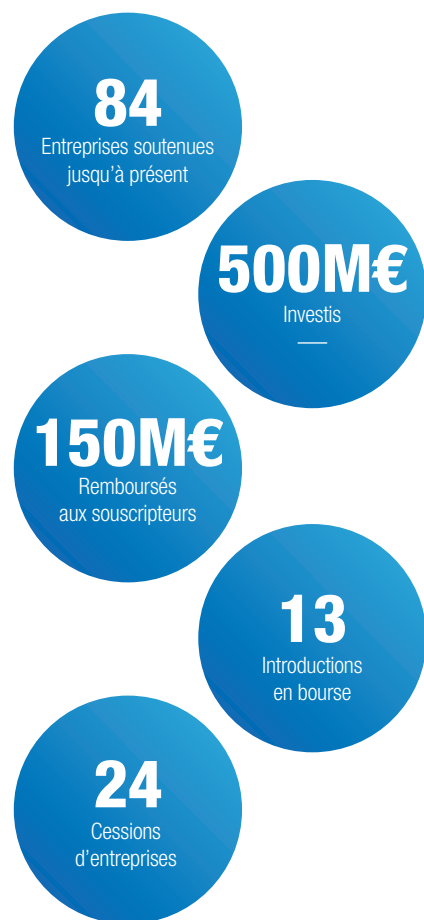 84
Entreprises soutenues
jusqu'à présent
500M€
Investis
150M€
Remboursés
aux souscripteurs
13
Introductions
en bourse
24
Cessions
d'entreprises